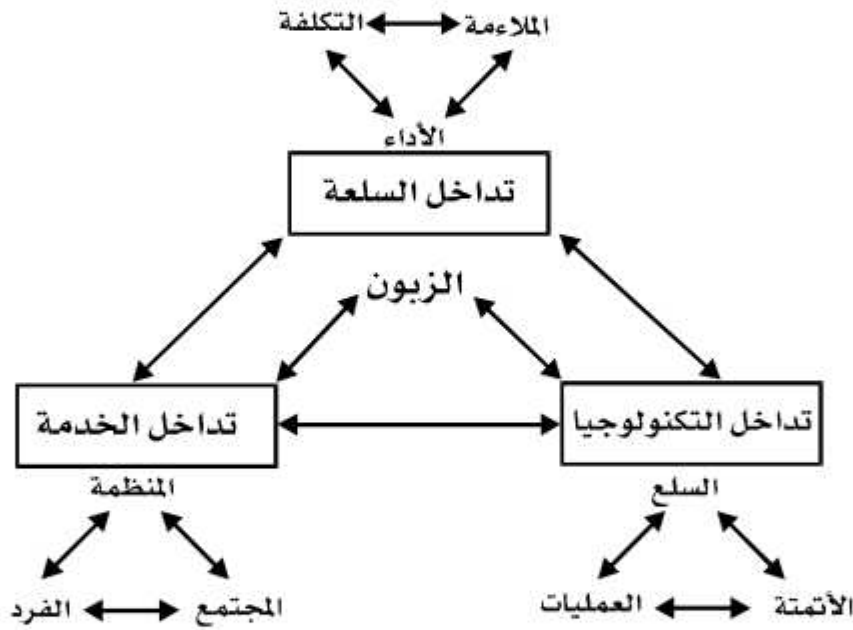 الملاءمة التكلفة
الأداء
تداخل السلعة
الزبون
تداخل التكنولوجيا تداخل الخدمة
السلع المنظمة
الأتمتة العمليات المجتمع الفرد